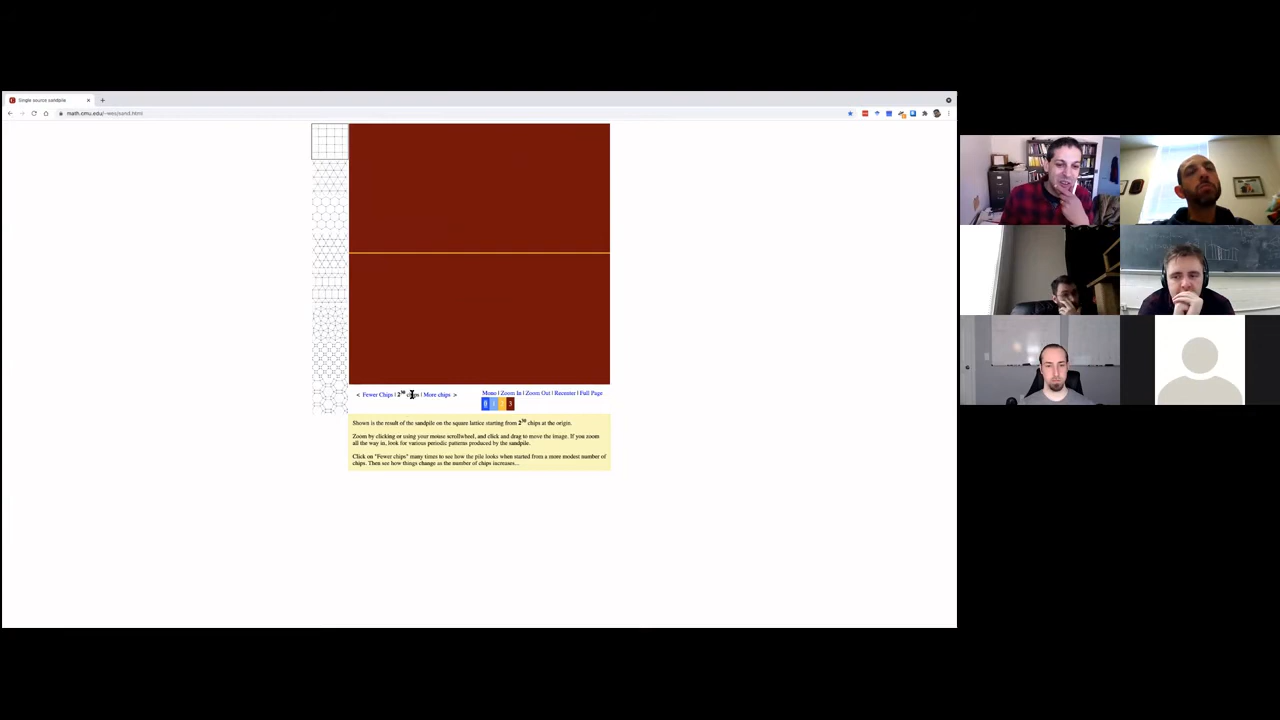 Single source sandpile
math.cmu.edu/~wes/sand.html
< Fewer Chips | 2³⁰ chips | More chips >
Mono | Zoom In | Zoom Out | Recenter | Full Page
0 1 2 3
Shown is the result of the sandpile on the square lattice starting from 2³⁰ chips at the origin.
Zoom by clicking or using your mouse scrollwheel, and click and drag to move the image. If you zoom
all the way in, look for various periodic patterns produced by the sandpile.
Click on "Fewer chips" many times to see how the pile looks when started from a more modest number of
chips. Then see how things change as the number of chips increases...